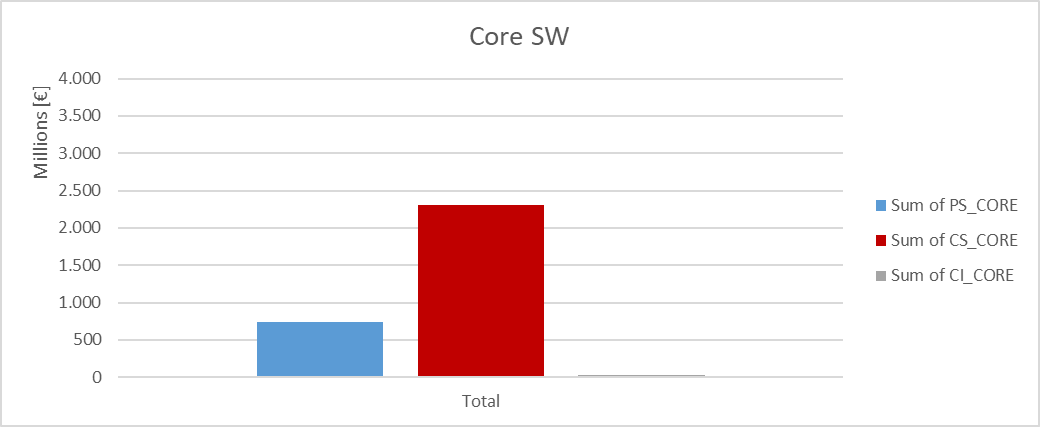 Core SW
Millions [€]
4.000
3.500
3.000
2.500
2.000
1.500
1.000
500
0
Total
Sum of PS_CORE
Sum of CS_CORE
Sum of CI_CORE